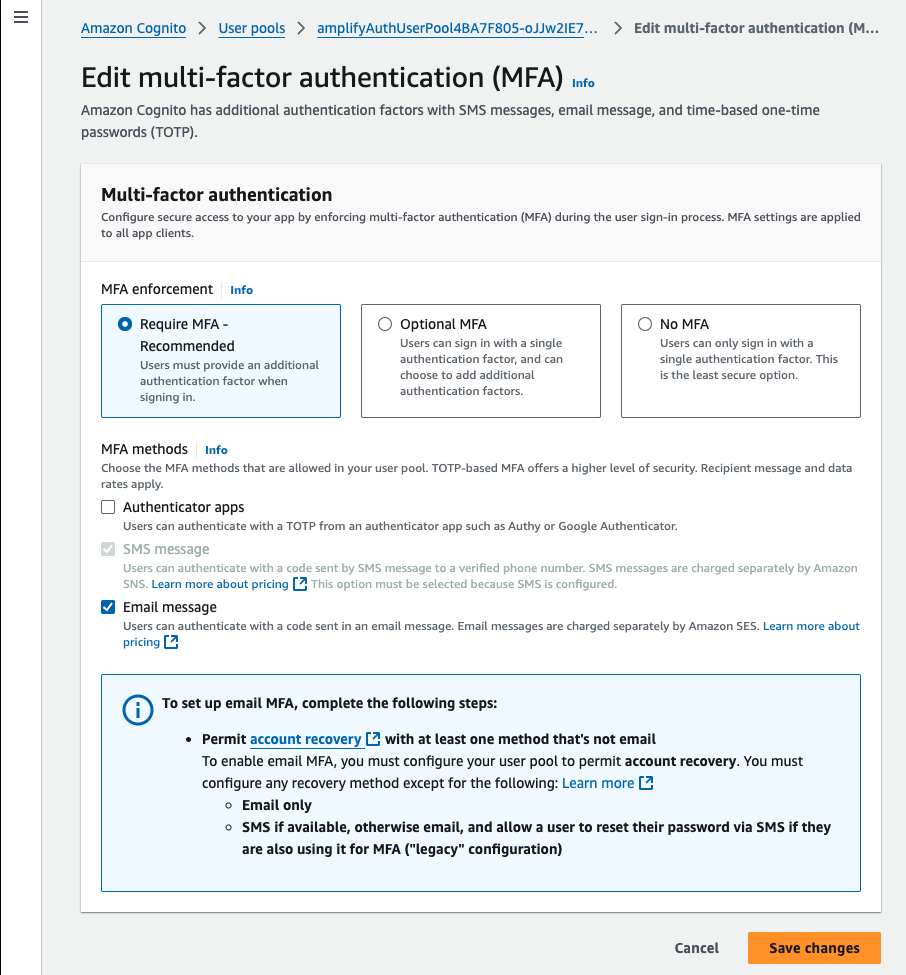 Amazon Cognito > User pools > amplifyAuthUserPool4BA7F805-oJJw2IE7... > Edit multi-factor authentication (M...
Edit multi-factor authentication (MFA) Info
Amazon Cognito has additional authentication factors with SMS messages, email message, and time-based one-time
passwords (TOTP).
Multi-factor authentication
Configure secure access to your app by enforcing multi-factor authentication (MFA) during the user sign-in process. MFA settings are applied
to all app clients.
MFA enforcement Info
Require MFA -
Recommended
Users must provide an additional
authentication factor when
signing in.
Optional MFA
Users can sign in with a single
authentication factor, and can
choose to add additional
authentication factors.
No MFA
Users can only sign in with a
single authentication factor. This
is the least secure option.
MFA methods Info
Choose the MFA methods that are allowed in your user pool. TOTP-based MFA offers a higher level of security. Recipient message and data
rates apply.
Authenticator apps
Users can authenticate with a TOTP from an authenticator app such as Authy or Google Authenticator.
SMS message
Users can authenticate with a code sent by SMS message to a verified phone number. SMS messages are charged separately by Amazon
SNS. Learn more about pricing This option must be selected because SMS is configured.
Email message
Users can authenticate with a code sent in an email message. Email messages are charged separately by Amazon SES. Learn more about
pricing
To set up email MFA, complete the following steps:
• Permit account recovery with at least one method that's not email
To enable email MFA, you must configure your user pool to permit account recovery. You must
configure any recovery method except for the following: Learn more
◦ Email only
◦ SMS if available, otherwise email, and allow a user to reset their password via SMS if they
are also using it for MFA ("legacy" configuration)
Cancel Save changes